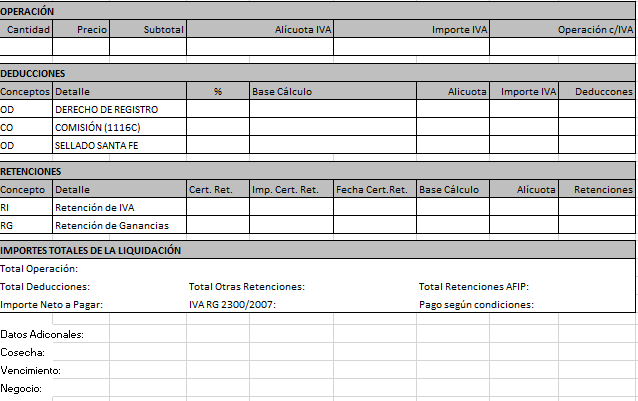 OPERACIÓN
Cantidad Precio Subtotal Alícuota IVA Importe IVA Operación c/IVA
DEDUCCIONES
Conceptos Detalle % Base Cálculo Alicuota Importe IVA Deduccones
OD DERECHO DE REGISTRO
CO COMISIÓN (1116C)
OD SELLADO SANTA FE
RETENCIONES
Concepto Detalle Cert. Ret. Imp. Cert. Ret. Fecha Cert.Ret. Base Cálculo Alícuota Retenciones
RI Retención de IVA
RG Retención de Ganancias
IMPORTES TOTALES DE LA LIQUIDACIÓN
Total Operación:
Total Deducciones: Total Otras Retenciones: Total Retenciones AFIP:
Importe Neto a Pagar: IVA RG 2300/2007: Pago según condiciones:
Datos Adiconales:
Cosecha:
Vencimiento:
Negocio: